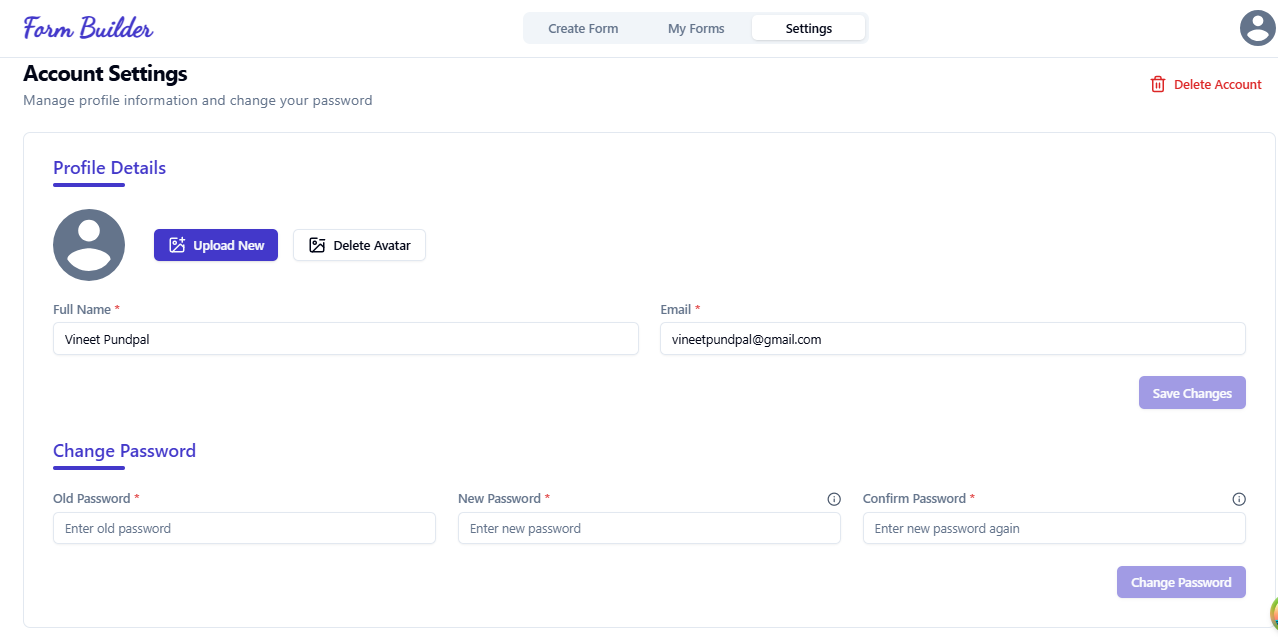 Form Builder
Create Form
My Forms
Settings
Account Settings
Manage profile information and change your password
Delete Account
Profile Details
Upload New
Delete Avatar
Full Name *
Email *
Vineet Pundpal
vineetpundpal@gmail.com
Save Changes
Change Password
Old Password *
New Password *
Confirm Password *
Enter old password
Enter new password
Enter new password again
Change Password